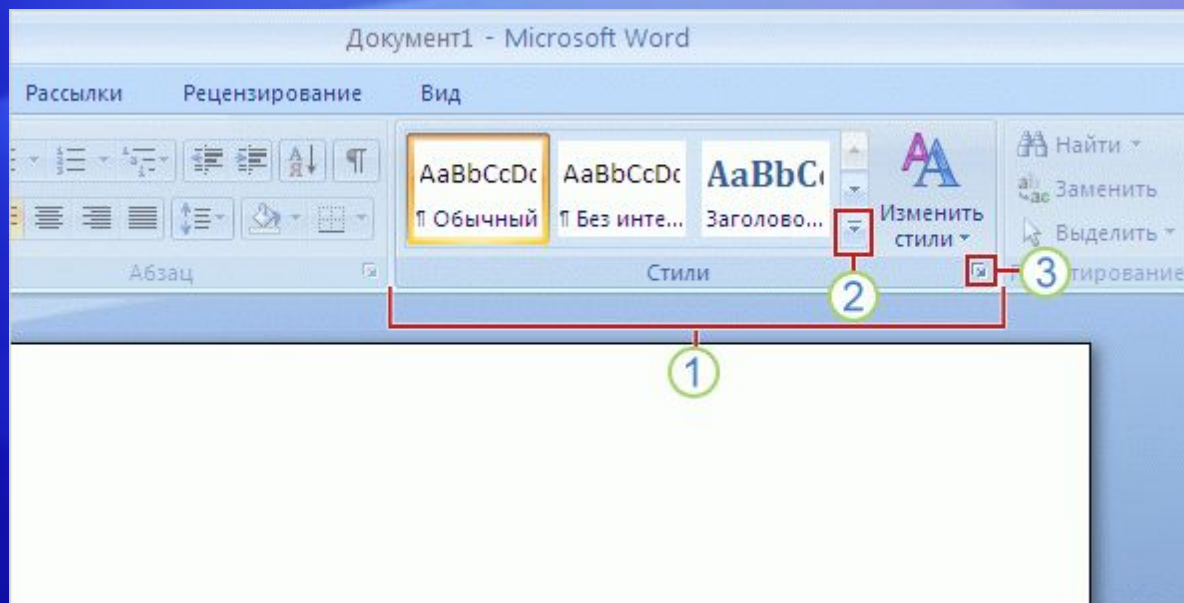 Документ1 - Microsoft Word
Рассылки Рецензирование Вид
AaBbCcDc AaBbCcDc AaBbC
¶ Обычный ¶ Без инте... Заголово...
Изменить
стили
Найти
Заменить
Выделить
Абзац Стили тирование
2 3
1